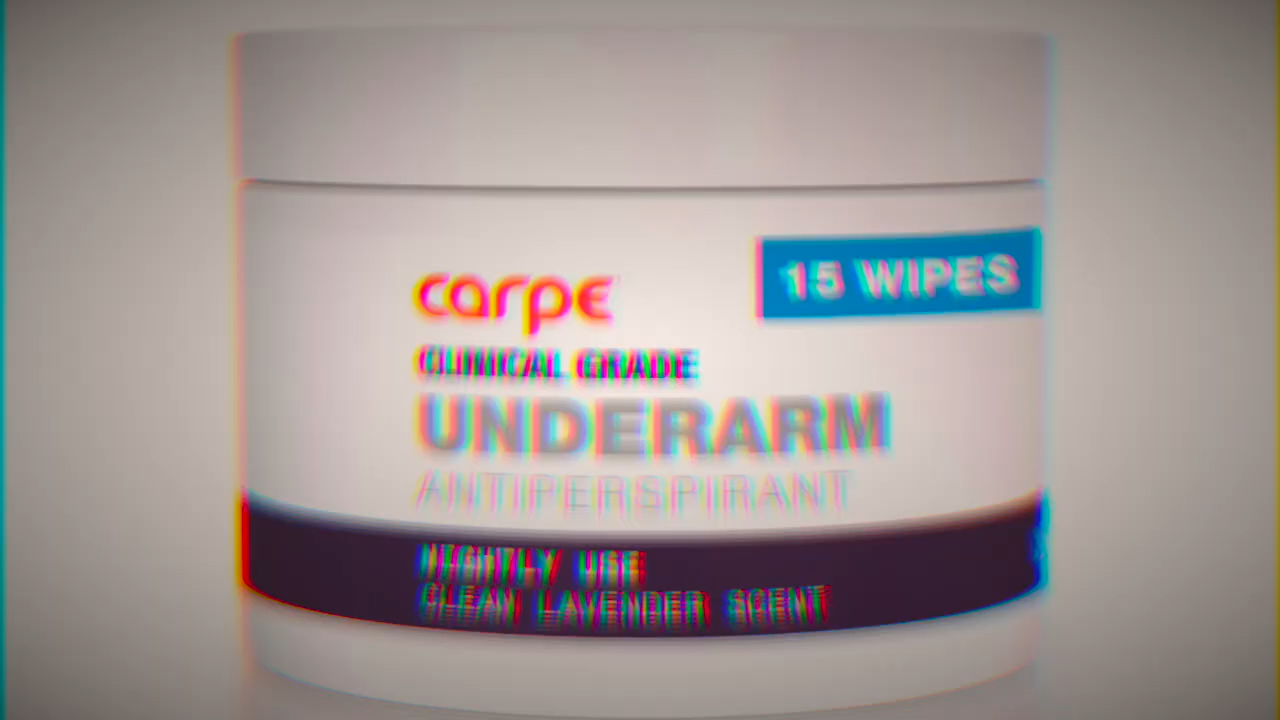 15 WIPES
carpe
CLINICAL GRADE
UNDERARM
ANTIPERSPIRANT
NIGHTLY USE
CLEAN LAVENDER SCENT